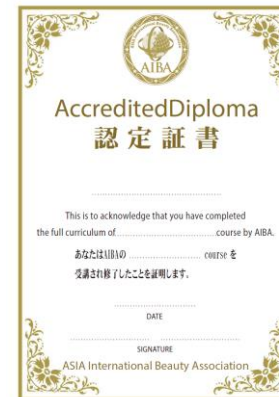 AIBA
AccreditedDiploma
認定証書
This is to acknowledge that you have completed
the full curriculum of..............................course by AIBA.
あなたはAIBAの ........................ course を
受講され修了したことを証明します。
DATE
SIGNATURE
ASIA International Beauty Association